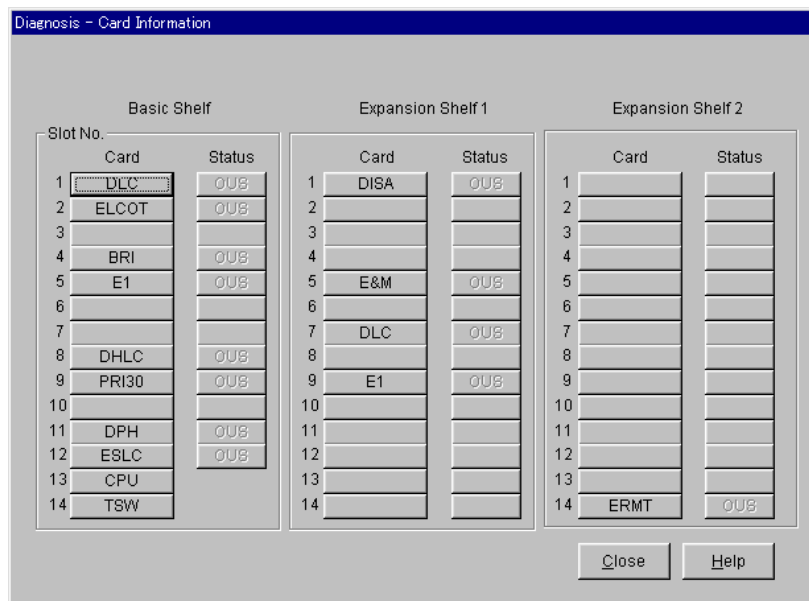 Diagnosis - Card Information
Basic Shelf Expansion Shelf 1 Expansion Shelf 2
Slot No.
Card Status Card Status Card Status
1 DLC OUS 1 DISA OUS 1
2 ELCOT OUS 2 2
3 3 3
4 BRI OUS 4 4
5 E1 OUS 5 E&M OUS 5
6 6 6
7 7 DLC OUS 7
8 DHLC OUS 8 8
9 PRI30 OUS 9 E1 OUS 9
10 10 10
11 DPH OUS 11 11
12 ESLC OUS 12 12
13 CPU 13 13
14 TSW 14 14 ERMT OUS
Close Help